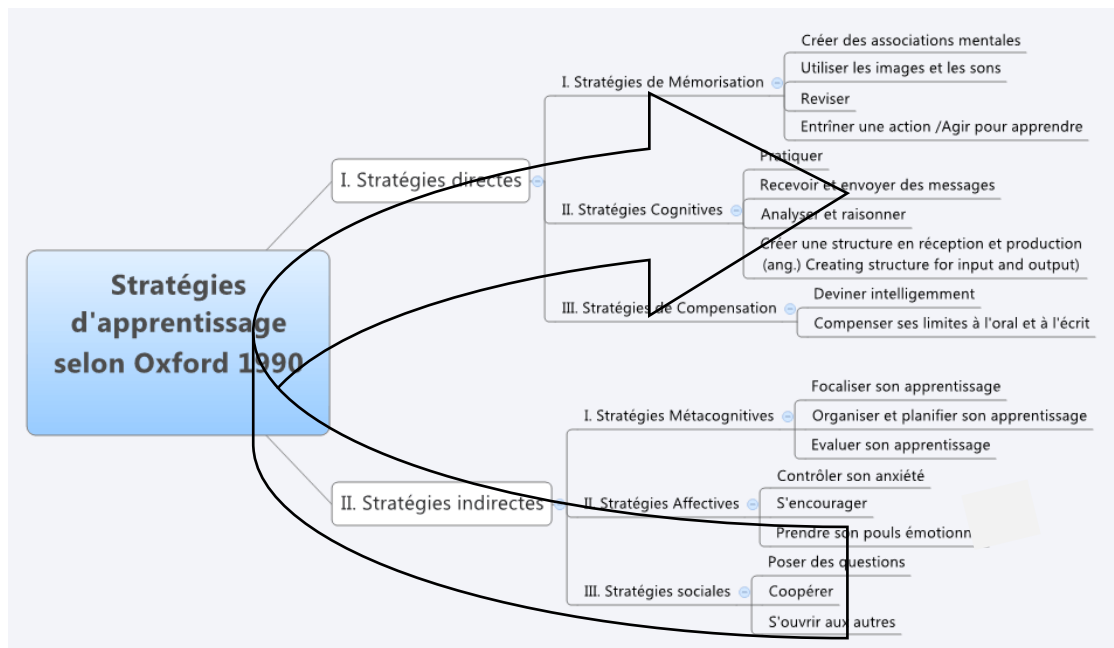 Stratégies
d'apprentissage
selon Oxford 1990
I. Stratégies directes
I. Stratégies de Mémorisation
Créer des associations mentales
Utiliser les images et les sons
Reviser
Entrîner une action /Agir pour apprendre
II. Stratégies Cognitives
Pratiquer
Recevoir et envoyer des messages
Analyser et raisonner
Créer une structure en réception et production
(ang.) Creating structure for input and output)
III. Stratégies de Compensation
Deviner intelligemment
Compenser ses limites à l'oral et à l'écrit
II. Stratégies indirectes
I. Stratégies Métacognitives
Focaliser son apprentissage
Organiser et planifier son apprentissage
Evaluer son apprentissage
II. Stratégies Affectives
Contrôler son anxiété
S'encourager
Prendre son pouls émotionn
III. Stratégies sociales
Poser des questions
Coopérer
S'ouvrir aux autres